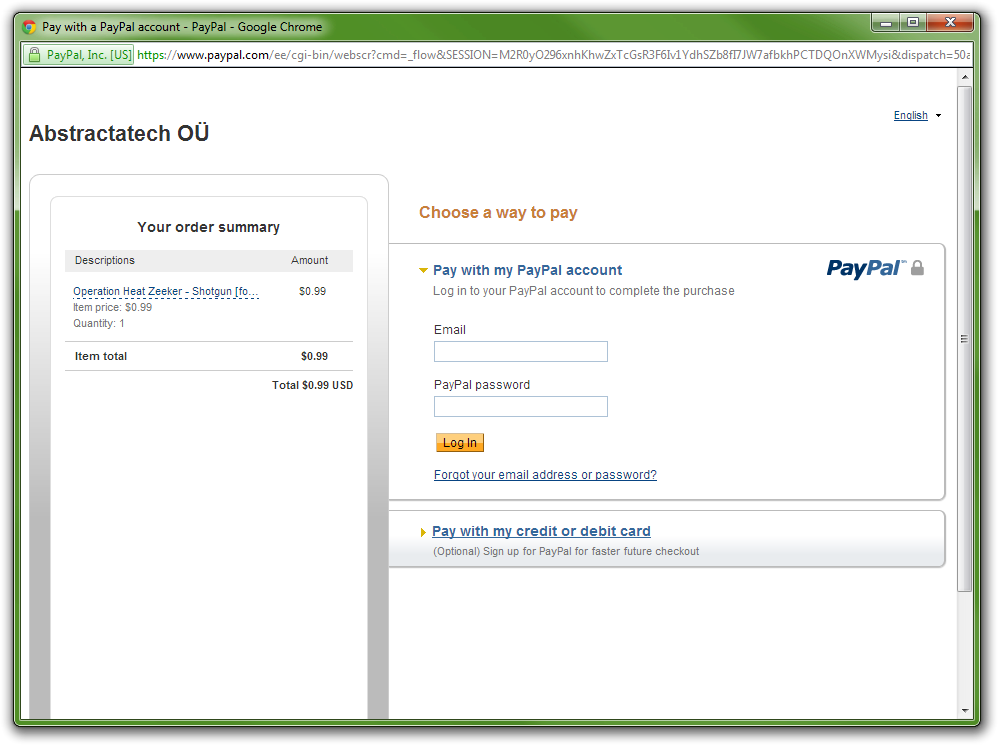 Pay with a PayPal account - PayPal - Google Chrome
PayPal, Inc. [US] https://www.paypal.com/ee/cgi-bin/webscr?cmd=_flow&SESSION=M2R0yO296xnhKhwZxTcGsR3F6Iv1YdhSZb8fI7JW7afbkhPCTDQOnXWMysi&dispatch=50a
English
Abstractatech OÜ
Your order summary
Descriptions Amount
Operation Heat Zeeker - Shotgun [fo... $0.99
Item price: $0.99
Quantity: 1
Item total $0.99
Total $0.99 USD
Choose a way to pay
Pay with my PayPal account PayPal
Log in to your PayPal account to complete the purchase
Email
PayPal password
Log In
Forgot your email address or password?
Pay with my credit or debit card
(Optional) Sign up for PayPal for faster future checkout